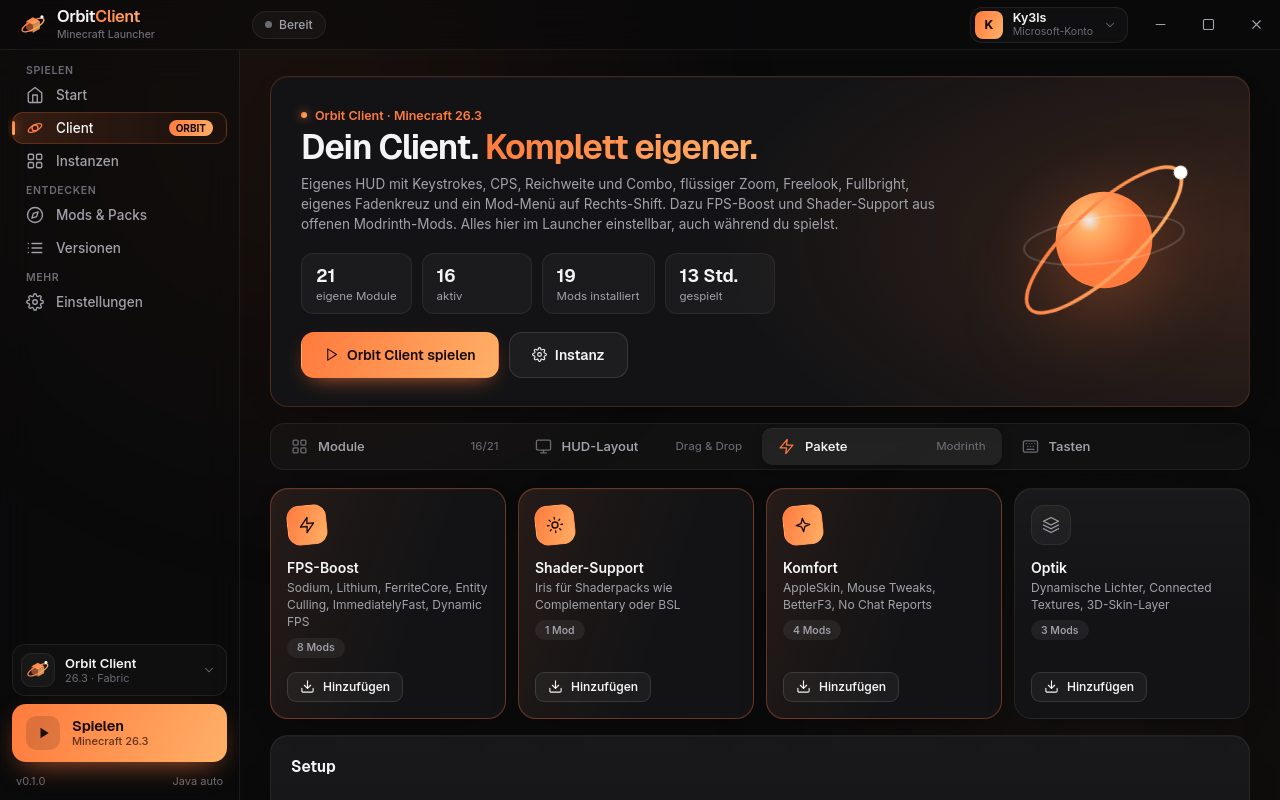 OrbitClient
Minecraft Launcher
Bereit
K
Ky3ls
Microsoft-Konto
SPIELEN
Start
Client
ORBIT
Instanzen
ENTDECKEN
Mods & Packs
Versionen
MEHR
Einstellungen
Orbit Client
26.3 · Fabric
Spielen
Minecraft 26.3
v0.1.0
Java auto
Orbit Client · Minecraft 26.3
Dein Client. Komplett eigener.
Eigenes HUD mit Keystrokes, CPS, Reichweite und Combo, flüssiger Zoom, Freelook, Fullbright,
eigenes Fadenkreuz und ein Mod-Menü auf Rechts-Shift. Dazu FPS-Boost und Shader-Support aus
offenen Modrinth-Mods. Alles hier im Launcher einstellbar, auch während du spielst.
21
eigene Module
16
aktiv
19
Mods installiert
13 Std.
gespielt
Orbit Client spielen
Instanz
Module
16/21
HUD-Layout
Drag & Drop
Pakete
Modrinth
Tasten
FPS-Boost
Sodium, Lithium, FerriteCore, Entity
Culling, ImmediatelyFast, Dynamic
FPS
8 Mods
Hinzufügen
Shader-Support
Iris für Shaderpacks wie
Complementary oder BSL
1 Mod
Hinzufügen
Komfort
AppleSkin, Mouse Tweaks,
BetterF3, No Chat Reports
4 Mods
Hinzufügen
Optik
Dynamische Lichter, Connected
Textures, 3D-Skin-Layer
3 Mods
Hinzufügen
Setup